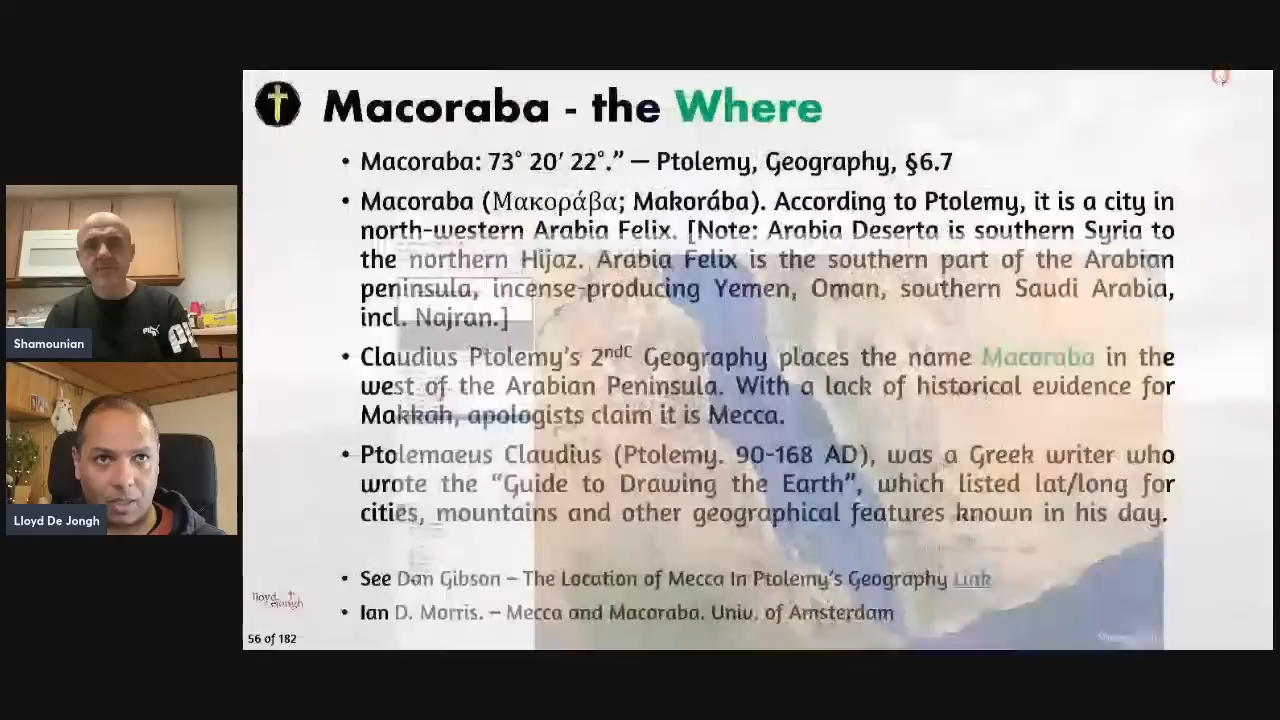 Macoraba - the Where
• Macoraba: 73° 20′ 22°.” — Ptolemy, Geography, §6.7
• Macoraba (Μακοράβα; Makorába). According to Ptolemy, it is a city in
north-western Arabia Felix. [Note: Arabia Deserta is southern Syria to
the northern Hijaz. Arabia Felix is the southern part of the Arabian
peninsula, incense-producing Yemen, Oman, southern Saudi Arabia,
incl. Najran.]
• Claudius Ptolemy’s 2ndC Geography places the name Macoraba in the
west of the Arabian Peninsula. With a lack of historical evidence for
Makkah, apologists claim it is Mecca.
• Ptolemaeus Claudius (Ptolemy. 90-168 AD), was a Greek writer who
wrote the “Guide to Drawing the Earth”, which listed lat/long for
cities, mountains and other geographical features known in his day.
• See Dan Gibson – The Location of Mecca In Ptolemy’s Geography Link
• Ian D. Morris. – Mecca and Macoraba. Univ. of Amsterdam
lloyd
de jongh
56 of 182
Shamounian
Lloyd De Jongh